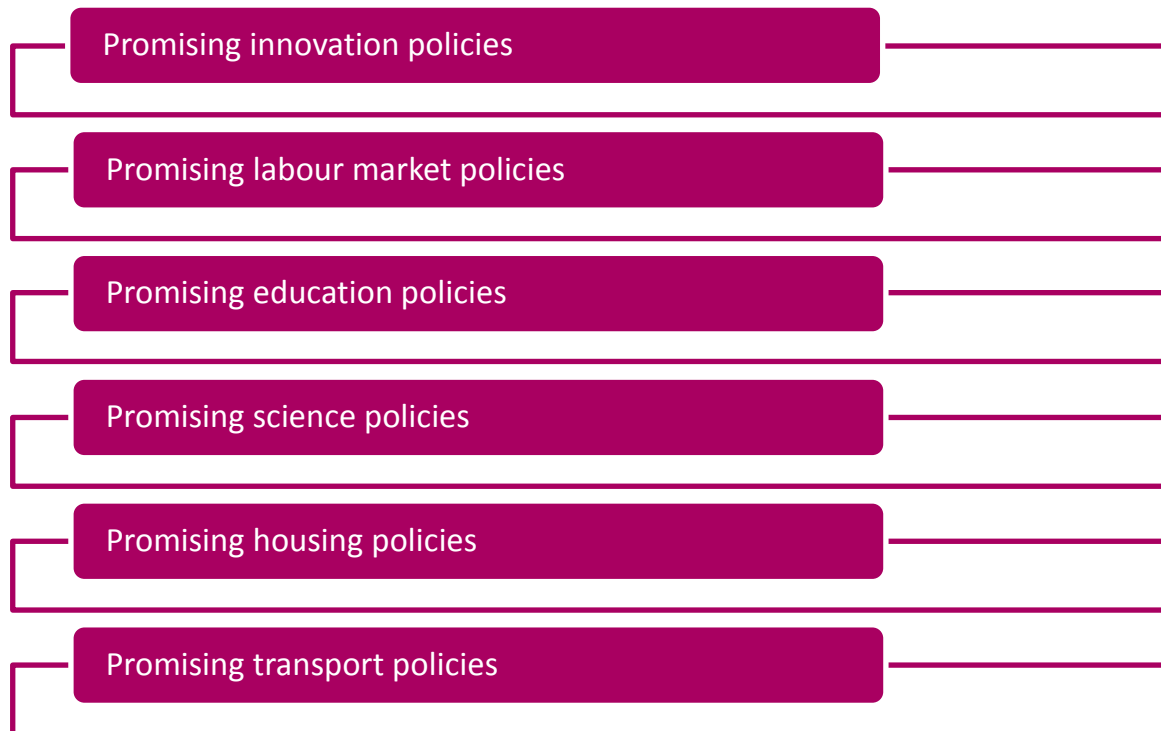 Promising innovation policies
Promising labour market policies
Promising education policies
Promising science policies
Promising housing policies
Promising transport policies